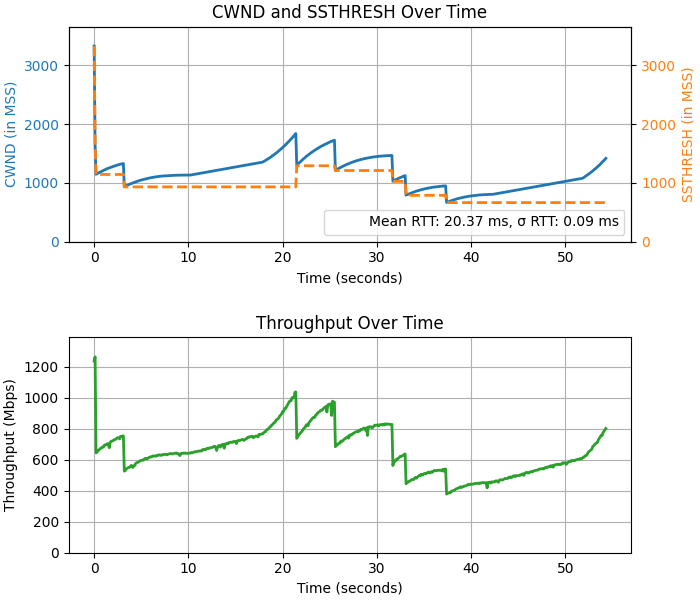 CWND and SSTHRESH Over Time
CWND (in MSS)
3000
2000
1000
0
3000
2000
1000
0
SSTHRESH (in MSS)
Mean RTT: 20.37 ms, σ RTT: 0.09 ms
0 10 20 30 40 50
Time (seconds)
Throughput Over Time
Throughput (Mbps)
1200
1000
800
600
400
200
0
0 10 20 30 40 50
Time (seconds)